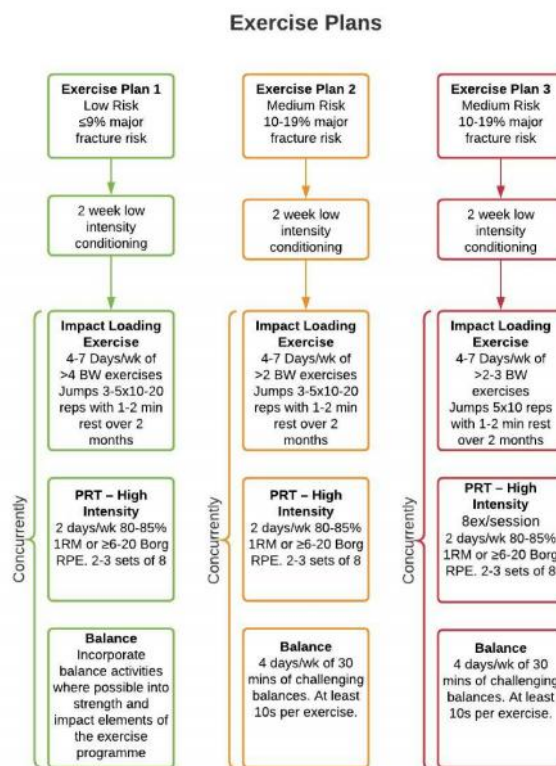 Exercise Plans
Exercise Plan 1
Low Risk
≤9% major
fracture risk
2 week low
intensity
conditioning
Concurrently
Impact Loading
Exercise
4-7 Days/wk of
>4 BW exercises
Jumps 3-5x10-20
reps with 1-2 min
rest over 2
months
PRT – High
Intensity
2 days/wk 80-85%
1RM or ≥6-20 Borg
RPE. 2-3 sets of 8
Balance
Incorporate
balance activities
where possible into
strength and
impact elements of
the exercise
programme
Exercise Plan 2
Medium Risk
10-19% major
fracture risk
2 week low
intensity
conditioning
Concurrently
Impact Loading
Exercise
4-7 Days/wk of
>2 BW exercises
Jumps 3-5x10-20
reps with 1-2 min
rest over 2
months
PRT – High
Intensity
2 days/wk 80-85%
1RM or ≥6-20 Borg
RPE. 2-3 sets of 8
Balance
4 days/wk of 30
mins of challenging
balances. At least
10s per exercise.
Exercise Plan 3
Medium Risk
10-19% major
fracture risk
2 week low
intensity
conditioning
Concurrently
Impact Loading
Exercise
4-7 Days/wk of
>2-3 BW
exercises
Jumps 5x10 reps
with 1-2 min rest
over 2 months
PRT – High
Intensity
8ex/session
2 days/wk 80-85%
1RM or ≥6-20 Borg
RPE. 2-3 sets of 8
Balance
4 days/wk of 30
mins of challenging
balances. At least
10s per exercise.